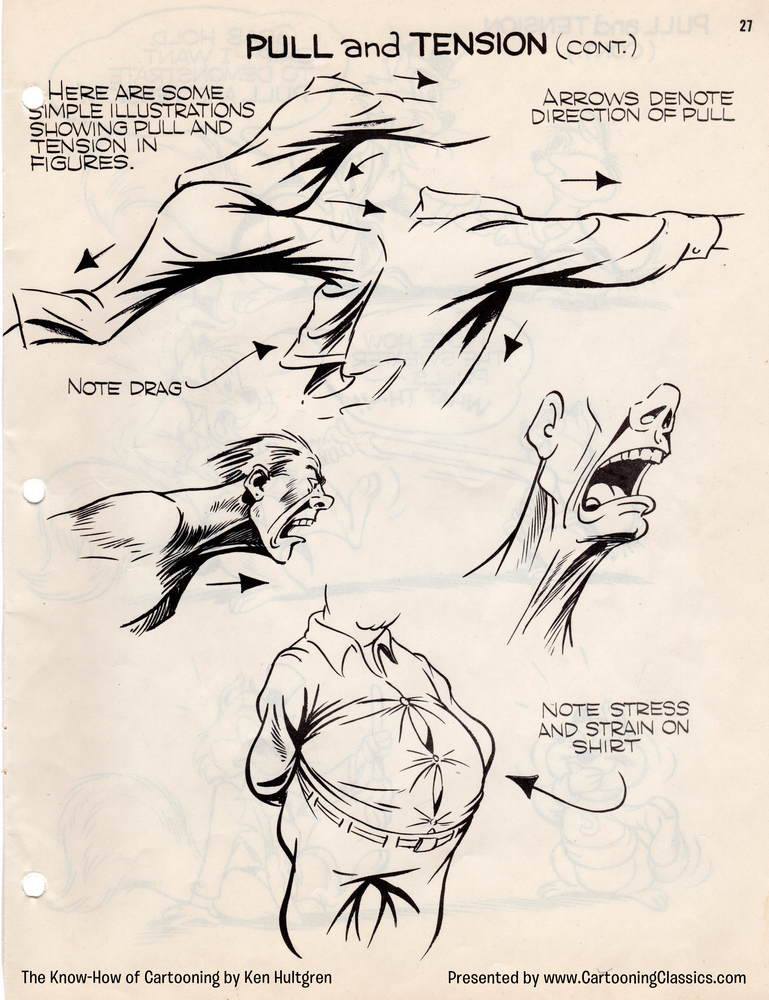 27
PULL and TENSION (CONT.)
HERE ARE SOME
SIMPLE ILLUSTRATIONS
SHOWING PULL AND
TENSION IN
FIGURES.
ARROWS DENOTE
DIRECTION OF PULL
NOTE DRAG
NOTE STRESS
AND STRAIN ON
SHIRT
The Know-How of Cartooning by Ken Hultgren
Presented by www.CartooningClassics.com